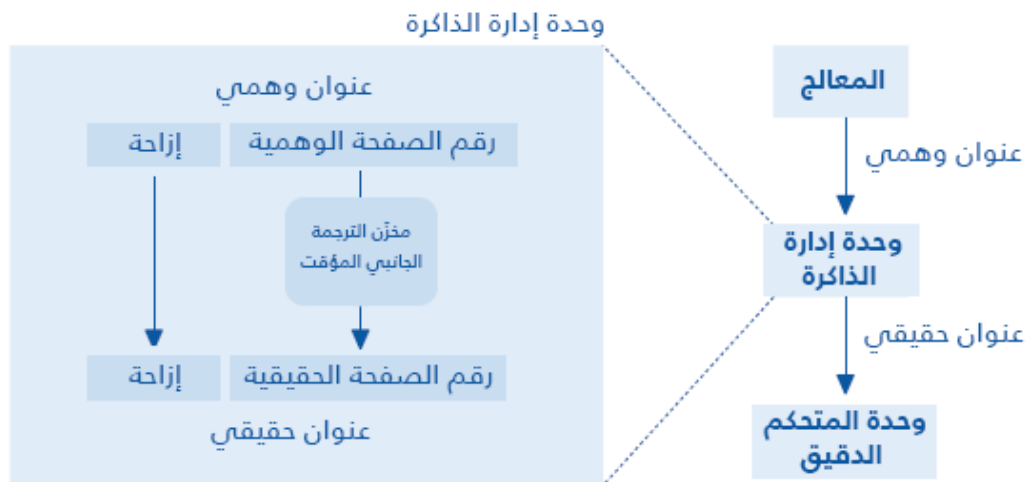 وحدة إدارة الذاكرة
المعالج
عنوان وهمي
وحدة إدارة
الذاكرة
عنوان حقيقي
وحدة المتحكم
الدقيق
عنوان وهمي
رقم الصفحة الوهمية
إزاحة
مخزّن الترجمة
الجانبي المؤقت
رقم الصفحة الحقيقية
إزاحة
عنوان حقيقي